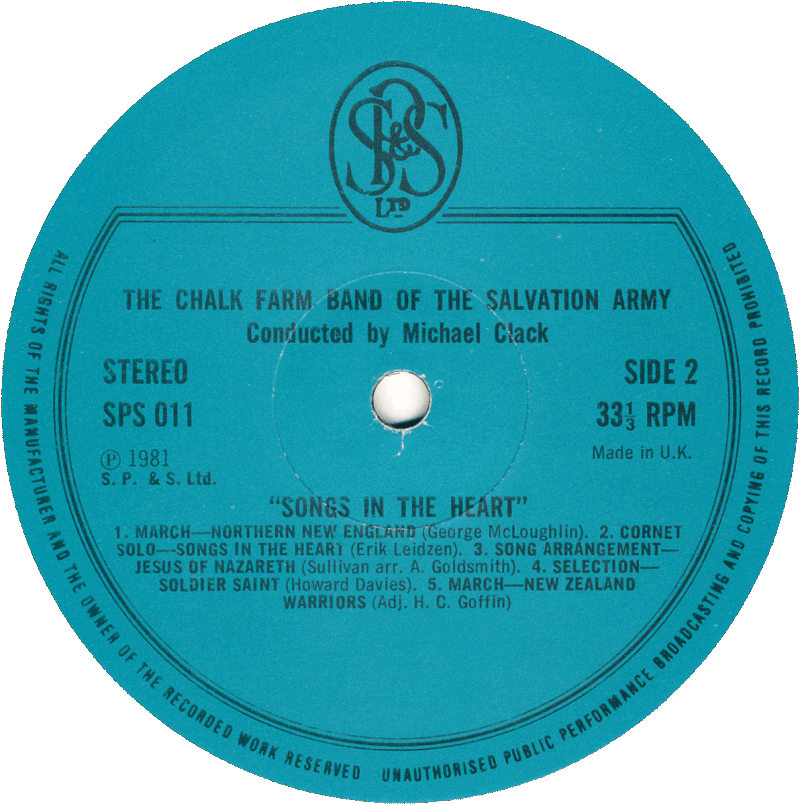 SP&S
LTD
THE CHALK FARM BAND OF THE SALVATION ARMY
Conducted by Michael Clack
STEREO
SIDE 2
SPS 011
33⅓ RPM
Ⓟ 1981
Made in U.K.
S. P. & S. Ltd.
“SONGS IN THE HEART”
1. MARCH—NORTHERN NEW ENGLAND (George McLoughlin). 2. CORNET
SOLO—SONGS IN THE HEART (Erik Leidzen). 3. SONG ARRANGEMENT—
JESUS OF NAZARETH (Sullivan arr. A. Goldsmith). 4. SELECTION—
SOLDIER SAINT (Howard Davies). 5. MARCH—NEW ZEALAND
WARRIORS (Adj. H. C. Goffin)
ALL RIGHTS OF THE MANUFACTURER AND THE OWNER OF THE RECORDED WORK RESERVED UNAUTHORISED PUBLIC PERFORMANCE BROADCASTING AND COPYING OF THIS RECORD PROHIBITED